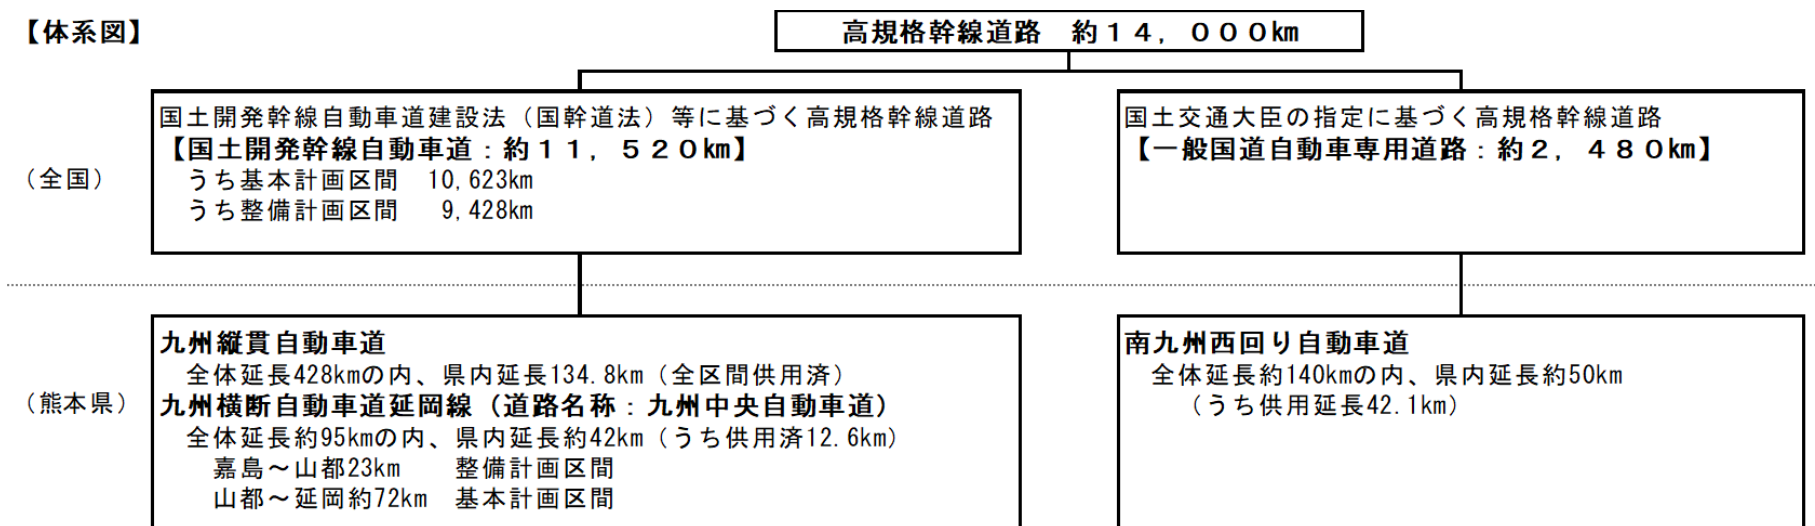 【体系図】
高規格幹線道路　約１４，０００㎞
国土開発幹線自動車道建設法（国幹道法）等に基づく高規格幹線道路
【国土開発幹線自動車道：約１１，５２０㎞】
うち基本計画区間　10,623km
うち整備計画区間　9,428km
国土交通大臣の指定に基づく高規格幹線道路
【一般国道自動車専用道路：約２，４８０㎞】
（全国）
九州縦貫自動車道
全体延長428kmの内、県内延長134.8km（全区間供用済）
九州横断自動車道延岡線（道路名称：九州中央自動車道）
全体延長約95kmの内、県内延長約42km（うち供用済12.6km）
嘉島～山都23km　整備計画区間
山都～延岡約72km　基本計画区間
南九州西回り自動車道
全体延長約140kmの内、県内延長約50km
（うち供用延長42.1km）
（熊本県）